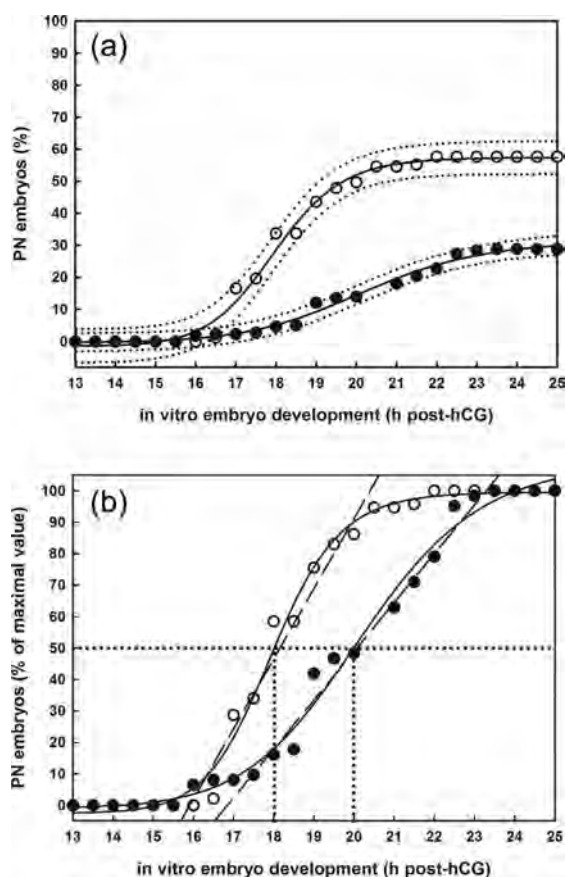 (a)
PN embryos (%)
100
90
80
70
60
50
40
30
20
10
0
13 14 15 16 17 18 19 20 21 22 23 24 25
in vitro embryo development (h post-hCG)
(b)
PN embryos (% of maximal value)
100
90
80
70
60
50
40
30
20
10
0
13 14 15 16 17 18 19 20 21 22 23 24 25
in vitro embryo development (h post-hCG)